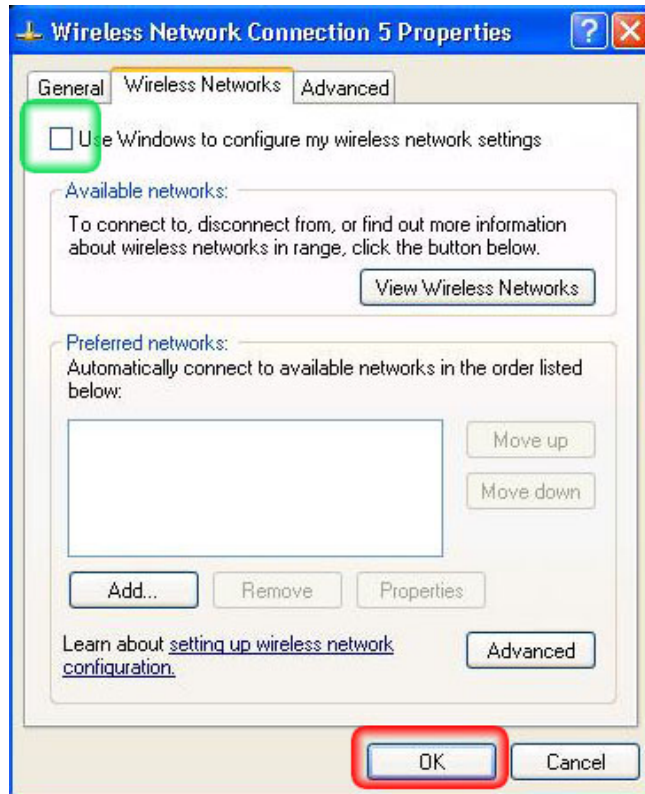 Wireless Network Connection 5 Properties
General Wireless Networks Advanced
Use Windows to configure my wireless network settings
Available networks:
To connect to, disconnect from, or find out more information
about wireless networks in range, click the button below.
View Wireless Networks
Preferred networks:
Automatically connect to available networks in the order listed
below:
Move up
Move down
Add... Remove Properties
Learn about setting up wireless network
configuration.
Advanced
OK Cancel